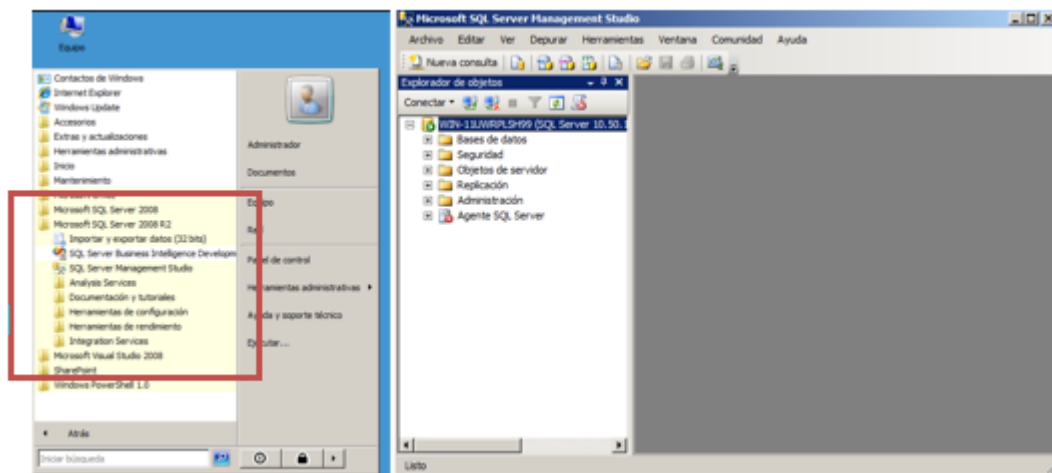 Equipo
Contactos de Windows
Internet Explorer
Windows Update
Accesorios
Extras y actualizaciones
Herramientas administrativas
Inicio
Mantenimiento
Microsoft SQL Server 2008
Microsoft SQL Server 2008 R2
Importar y exportar datos (32 bits)
SQL Server Business Intelligence Developm
SQL Server Management Studio
Analysis Services
Documentación y tutoriales
Herramientas de configuración
Herramientas de rendimiento
Integration Services
Microsoft Visual Studio 2008
SharePoint
Windows PowerShell 1.0
Atrás
Iniciar búsqueda
Administrador
Documentos
Equipo
Panel de control
Herramientas administrativas
Ayuda y soporte técnico
Ejecutar...
Microsoft SQL Server Management Studio
Archivo Editar Ver Depurar Herramientas Ventana Comunidad Ayuda
Nueva consulta
Explorador de objetos
Conectar
(SQL Server 10.50.1
Bases de datos
Seguridad
Objetos de servidor
Replicación
Administración
Agente SQL Server
Listo